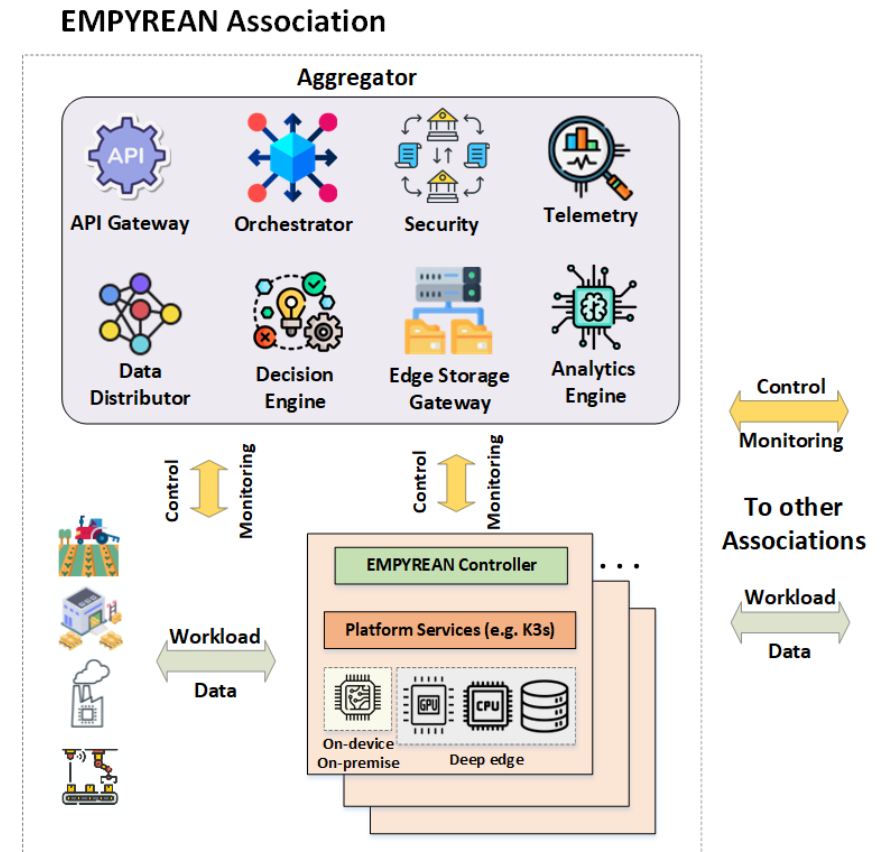 EMPYREAN Association
Aggregator
API
API Gateway
Orchestrator
Security
Telemetry
Data
Distributor
Decision
Engine
Edge Storage
Gateway
Analytics
Engine
Control
Monitoring
Control
Monitoring
Control
Monitoring
To other
Associations
Workload
Data
EMPYREAN Controller
. . .
Platform Services (e.g. K3s)
GPU
CPU
On-device
On-premise
Deep edge
Workload
Data